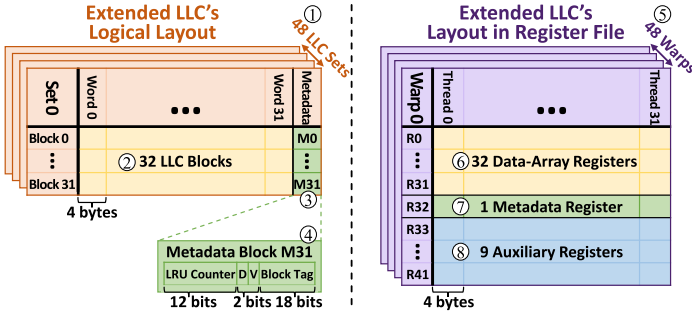 Extended LLC's
Logical Layout
①
48 LLC Sets
Set 0
Word 0
...
Word 31
Metadata
Block 0
M0
⋮
② 32 LLC Blocks
⋮
Block 31
M31
4 bytes
③
④
Metadata Block M31
LRU Counter D V Block Tag
12 bits 2 bits 18 bits
Extended LLC's
Layout in Register File
⑤
48 Warps
Warp 0
Thread 0
...
Thread 31
R0
⋮
⑥ 32 Data-Array Registers
R31
R32
⑦ 1 Metadata Register
R33
⋮
⑧ 9 Auxiliary Registers
R41
4 bytes